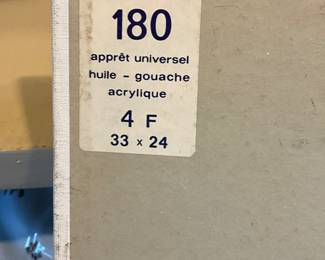 180
apprêt universel
huile - gouache
acrylique
4 F
33 x 24